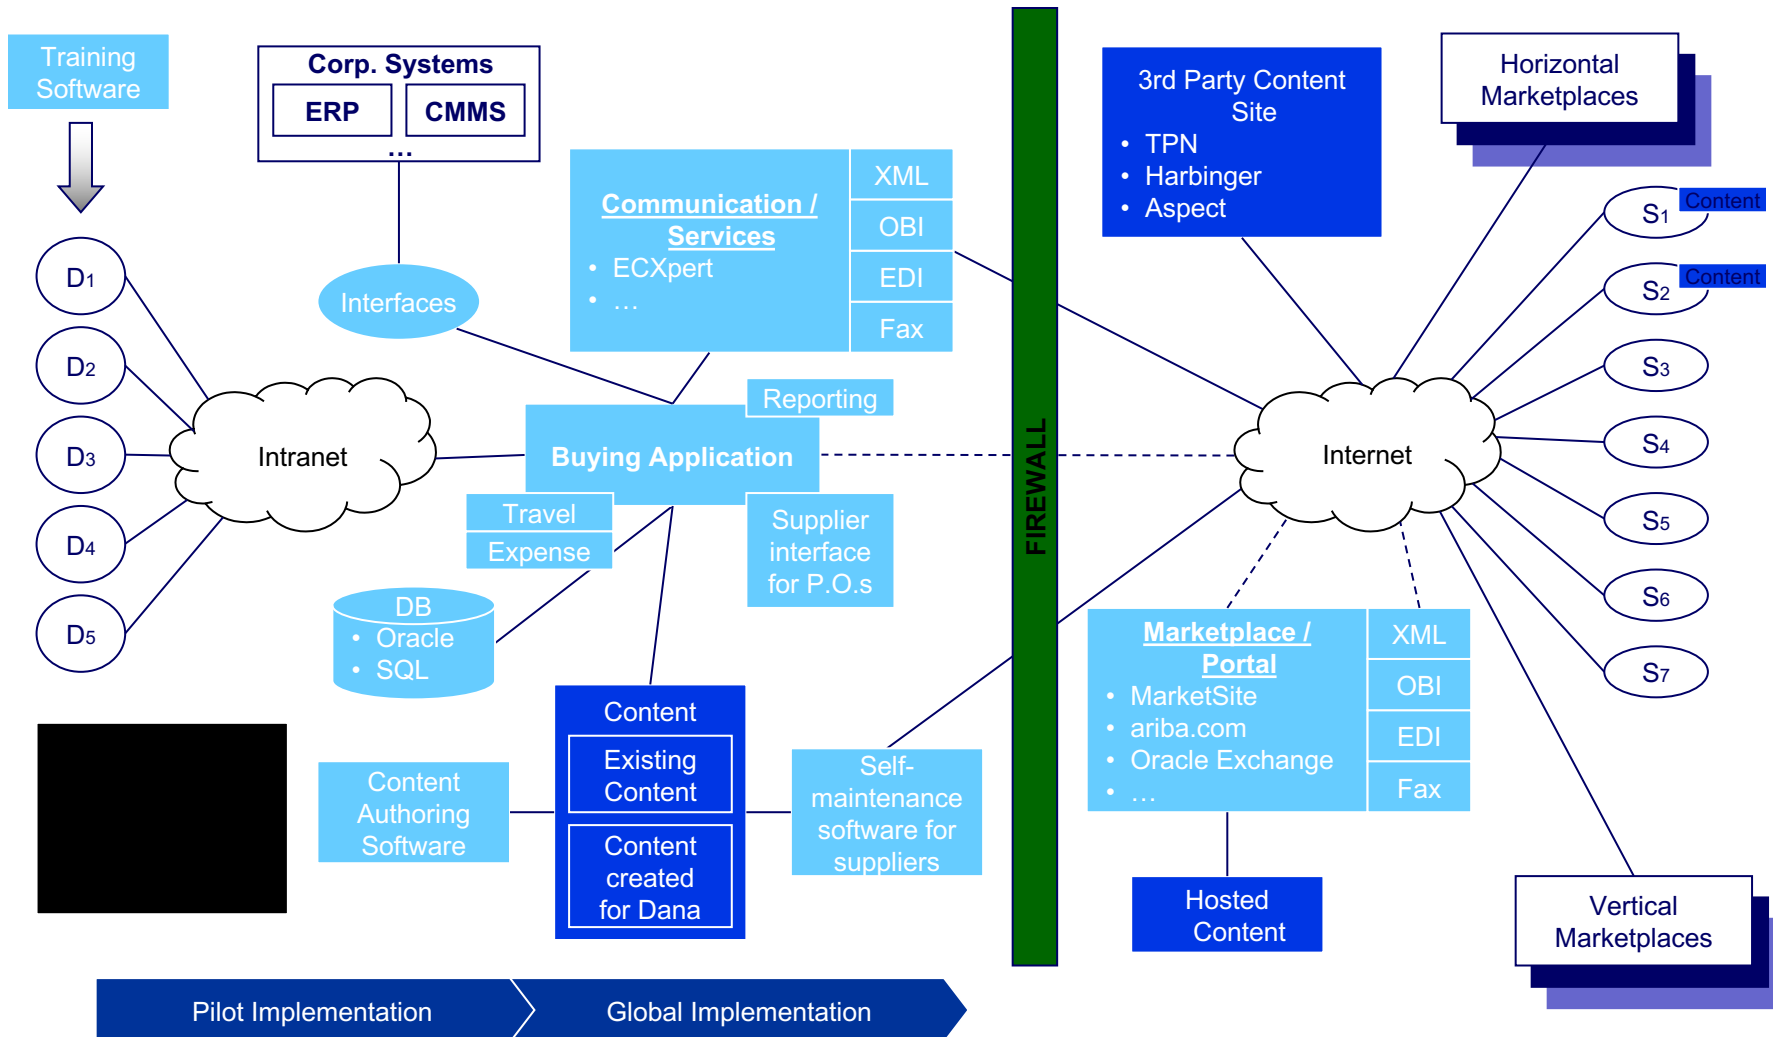 Training
Software
Corp. Systems
ERP
CMMS
…
Communication /
Services
• ECXpert
• …
XML
OBI
EDI
Fax
3rd Party Content
Site
• TPN
• Harbinger
• Aspect
Horizontal
Marketplaces
D1
D2
D3
D4
D5
Interfaces
Intranet
Reporting
Buying Application
Travel
Expense
Supplier
interface
for P.O.s
DB
• Oracle
• SQL
Content
Existing
Content
Content
created
for Dana
Content
Authoring
Software
Self-
maintenance
software for
suppliers
FIREWALL
Internet
S1
Content
S2
Content
S3
S4
S5
S6
S7
Marketplace /
Portal
• MarketSite
• ariba.com
• Oracle Exchange
• …
XML
OBI
EDI
Fax
Hosted
Content
Vertical
Marketplaces
Pilot Implementation
Global Implementation